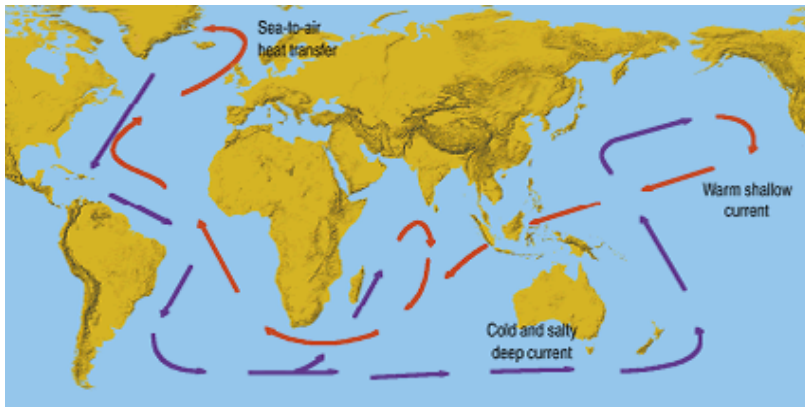 Sea-to-air
heat transfer
Warm shallow
current
Cold and salty
deep current